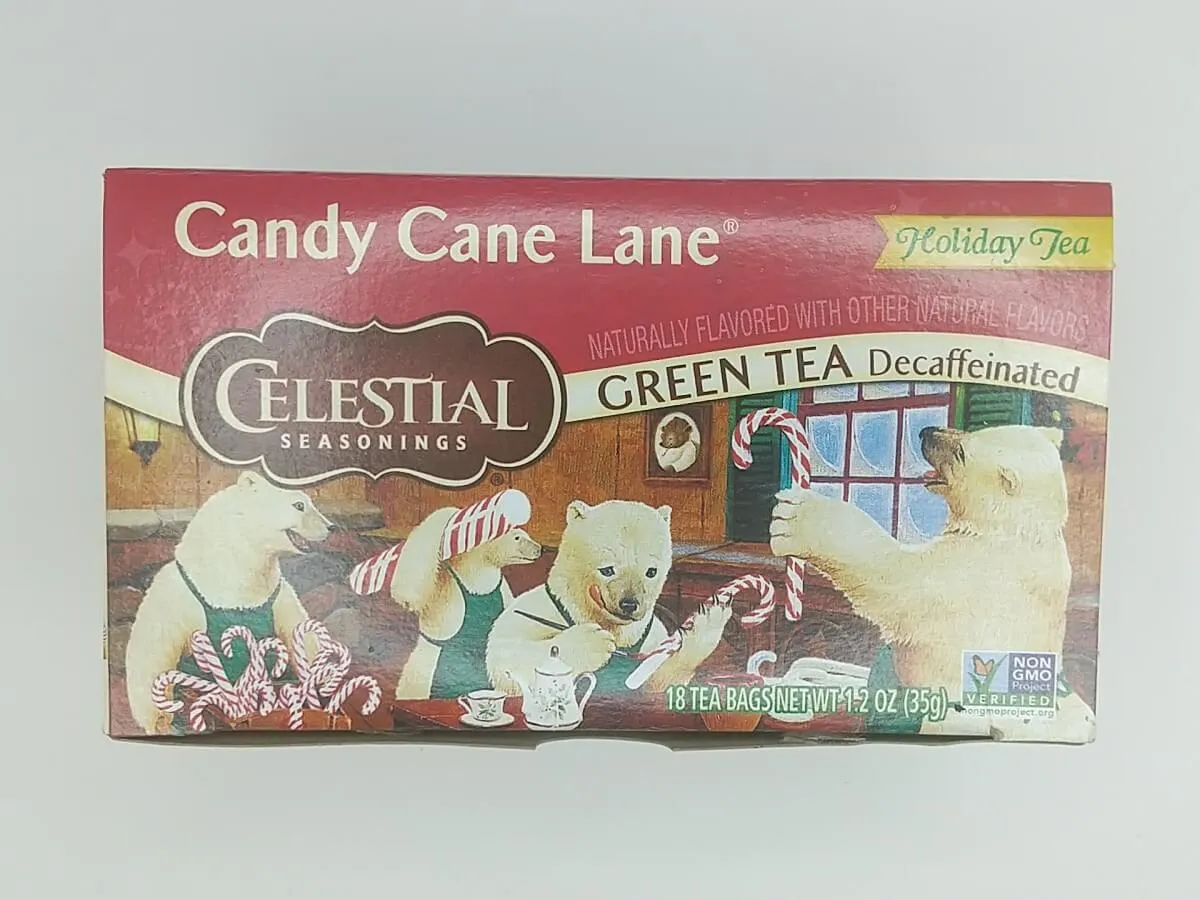 Candy Cane Lane®
Holiday Tea
NATURALLY FLAVORED WITH OTHER NATURAL FLAVORS
GREEN TEA Decaffeinated
CELESTIAL
SEASONINGS
®
18 TEA BAGS NET WT 1.2 OZ (35g)
NON
GMO
Project
VERIFIED
nongmoproject.org